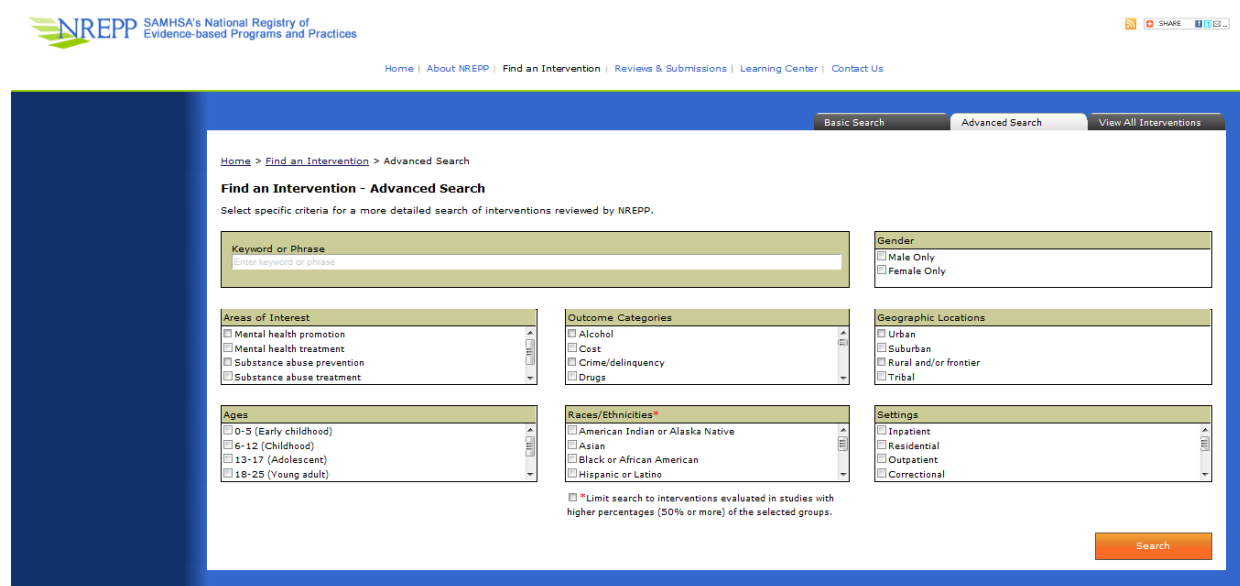 NREPP SAMHSA's National Registry of
Evidence-based Programs and Practices
SHARE
Home | About NREPP | Find an Intervention | Reviews & Submissions | Learning Center | Contact Us
Basic Search
Advanced Search
View All Interventions
Home > Find an Intervention > Advanced Search
Find an Intervention - Advanced Search
Select specific criteria for a more detailed search of interventions reviewed by NREPP.
Keyword or Phrase
Enter keyword or phrase
Gender
Male Only
Female Only
Areas of Interest
Mental health promotion
Mental health treatment
Substance abuse prevention
Substance abuse treatment
Outcome Categories
Alcohol
Cost
Crime/delinquency
Drugs
Geographic Locations
Urban
Suburban
Rural and/or frontier
Tribal
Ages
0-5 (Early childhood)
6-12 (Childhood)
13-17 (Adolescent)
18-25 (Young adult)
Races/Ethnicities*
American Indian or Alaska Native
Asian
Black or African American
Hispanic or Latino
*Limit search to interventions evaluated in studies with
higher percentages (50% or more) of the selected groups.
Settings
Inpatient
Residential
Outpatient
Correctional
Search